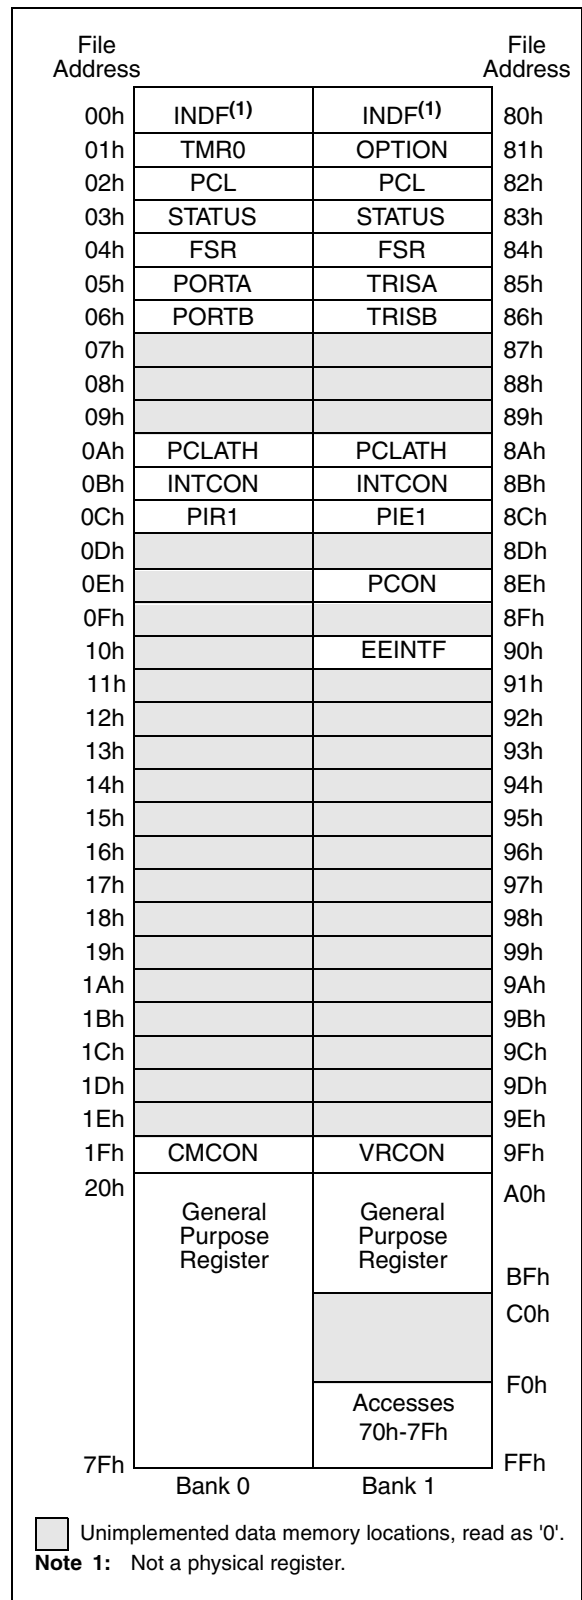 File Address File Address
00h INDF(1) INDF(1) 80h
01h TMR0 OPTION 81h
02h PCL PCL 82h
03h STATUS STATUS 83h
04h FSR FSR 84h
05h PORTA TRISA 85h
06h PORTB TRISB 86h
07h 87h
08h 88h
09h 89h
0Ah PCLATH PCLATH 8Ah
0Bh INTCON INTCON 8Bh
0Ch PIR1 PIE1 8Ch
0Dh 8Dh
0Eh PCON 8Eh
0Fh 8Fh
10h EEINTF 90h
11h 91h
12h 92h
13h 93h
14h 94h
15h 95h
16h 96h
17h 97h
18h 98h
19h 99h
1Ah 9Ah
1Bh 9Bh
1Ch 9Ch
1Dh 9Dh
1Eh 9Eh
1Fh CMCON VRCON 9Fh
20h A0h
General General
Purpose Purpose
Register Register
BFh
C0h
F0h
Accesses
70h-7Fh
7Fh FFh
Bank 0 Bank 1
Unimplemented data memory locations, read as '0'.
Note 1: Not a physical register.